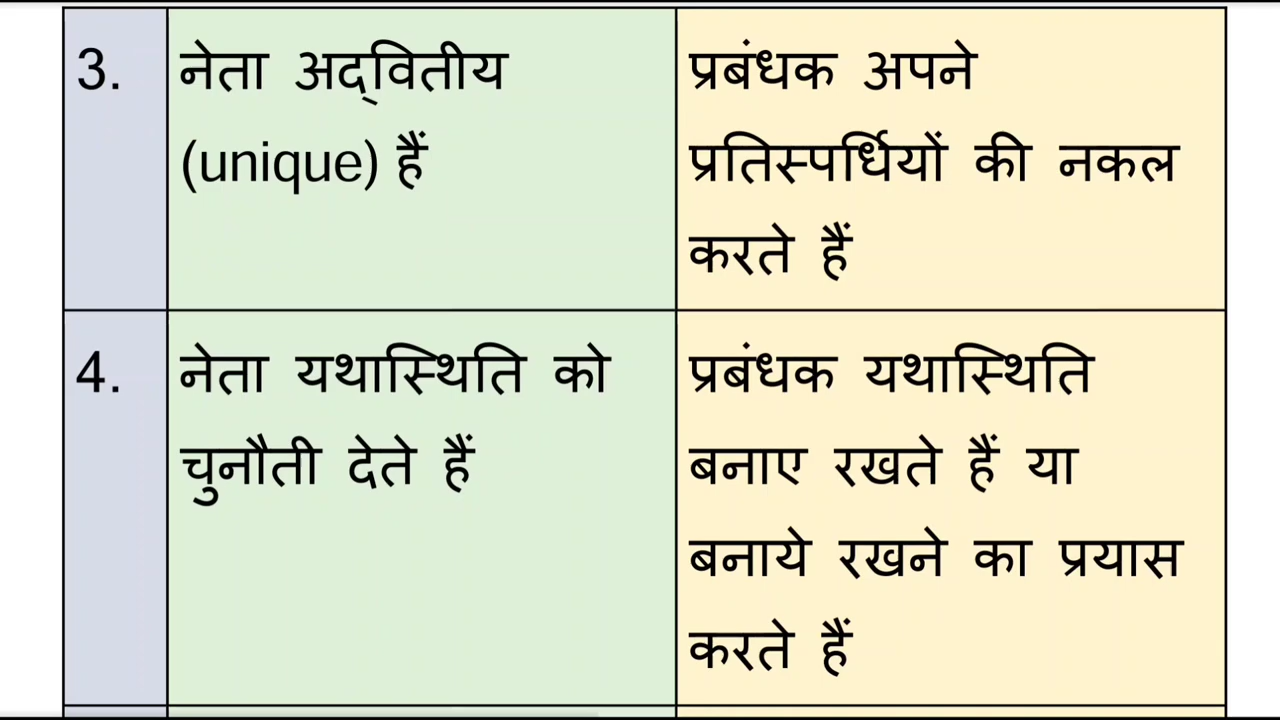 3.
नेता अद्वितीय
(unique) हैं
प्रबंधक अपने
प्रतिस्पर्धियों की नकल
करते हैं
4.
नेता यथास्थिति को
चुनौती देते हैं
प्रबंधक यथास्थिति
बनाए रखते हैं या
बनाये रखने का प्रयास
करते हैं